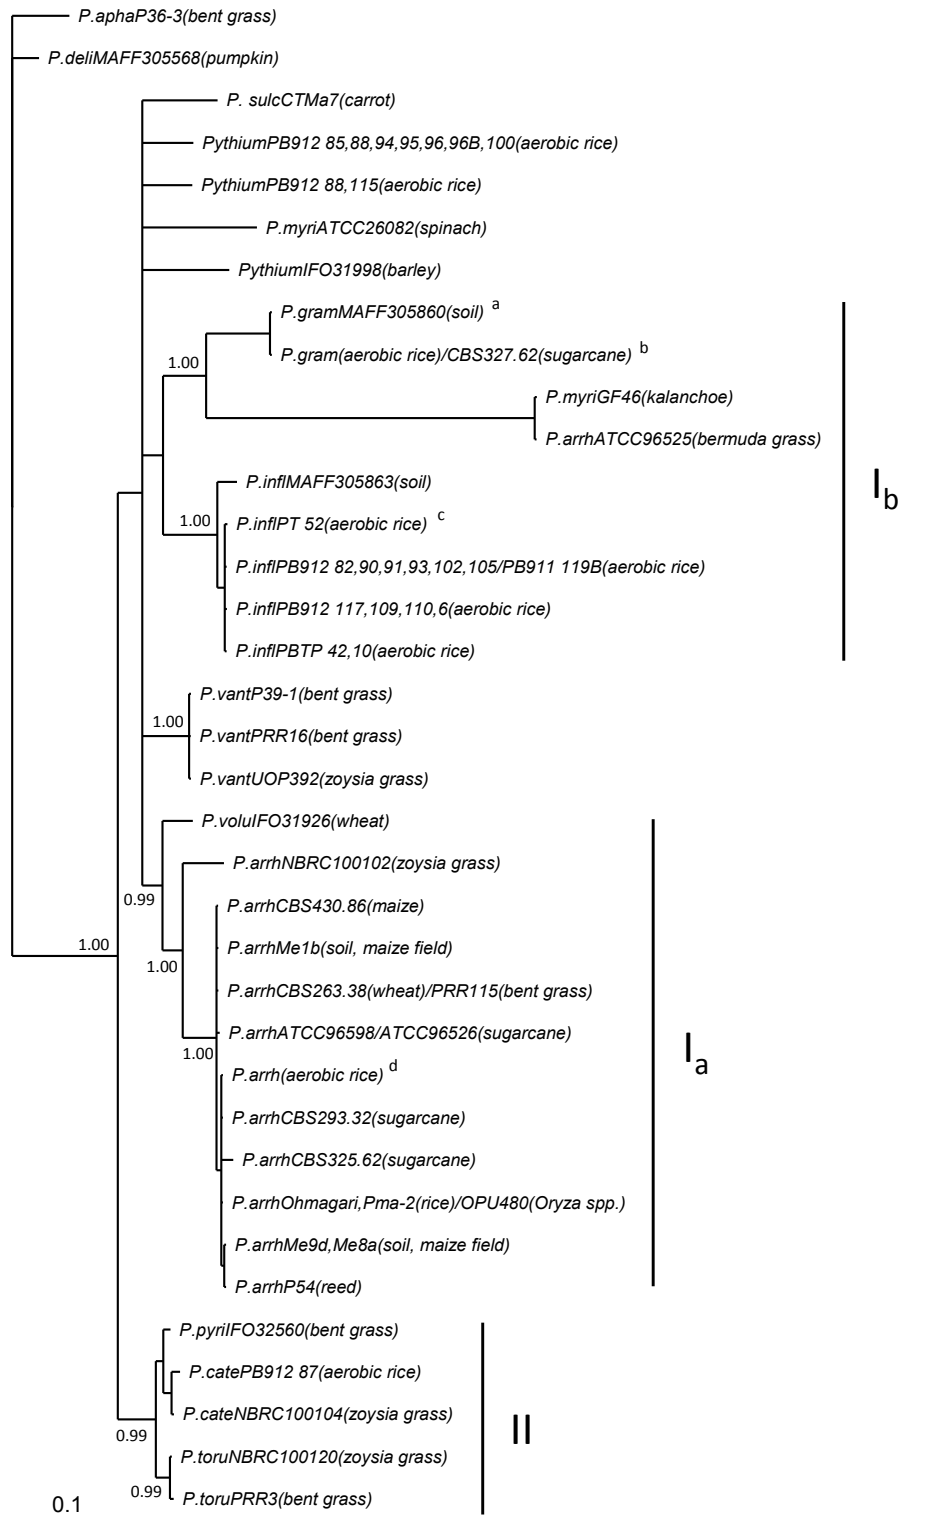 P.aphaP36-3(bent grass)
P.deliMAFF305568(pumpkin)
P. sulcCTMa7(carrot)
PythiumPB912 85,88,94,95,96,96B,100(aerobic rice)
PythiumPB912 88,115(aerobic rice)
P.myriATCC26082(spinach)
PythiumIFO31998(barley)
P.gramMAFF305860(soil) a
P.gram(aerobic rice)/CBS327.62(sugarcane) b
1.00
P.myriGF46(kalanchoe)
P.arrhATCC96525(bermuda grass)
P.inflMAFF305863(soil)
Ib
P.inflPT 52(aerobic rice) c
1.00
P.inflPB912 82,90,91,93,102,105/PB911 119B(aerobic rice)
P.inflPB912 117,109,110,6(aerobic rice)
P.inflPBTP 42,10(aerobic rice)
P.vantP39-1(bent grass)
1.00
P.vantPRR16(bent grass)
P.vantUOP392(zoysia grass)
P.voluIFO31926(wheat)
P.arrhNBRC100102(zoysia grass)
0.99
P.arrhCBS430.86(maize)
1.00
P.arrhMe1b(soil, maize field)
1.00
P.arrhCBS263.38(wheat)/PRR115(bent grass)
P.arrhATCC96598/ATCC96526(sugarcane)
1.00
Ia
P.arrh(aerobic rice) d
P.arrhCBS293.32(sugarcane)
P.arrhCBS325.62(sugarcane)
P.arrhOhmagari,Pma-2(rice)/OPU480(Oryza spp.)
P.arrhMe9d,Me8a(soil, maize field)
P.arrhP54(reed)
P.pyriIFO32560(bent grass)
P.catePB912 87(aerobic rice)
P.cateNBRC100104(zoysia grass)
0.99
II
P.toruNBRC100120(zoysia grass)
0.99
P.toruPRR3(bent grass)
0.1